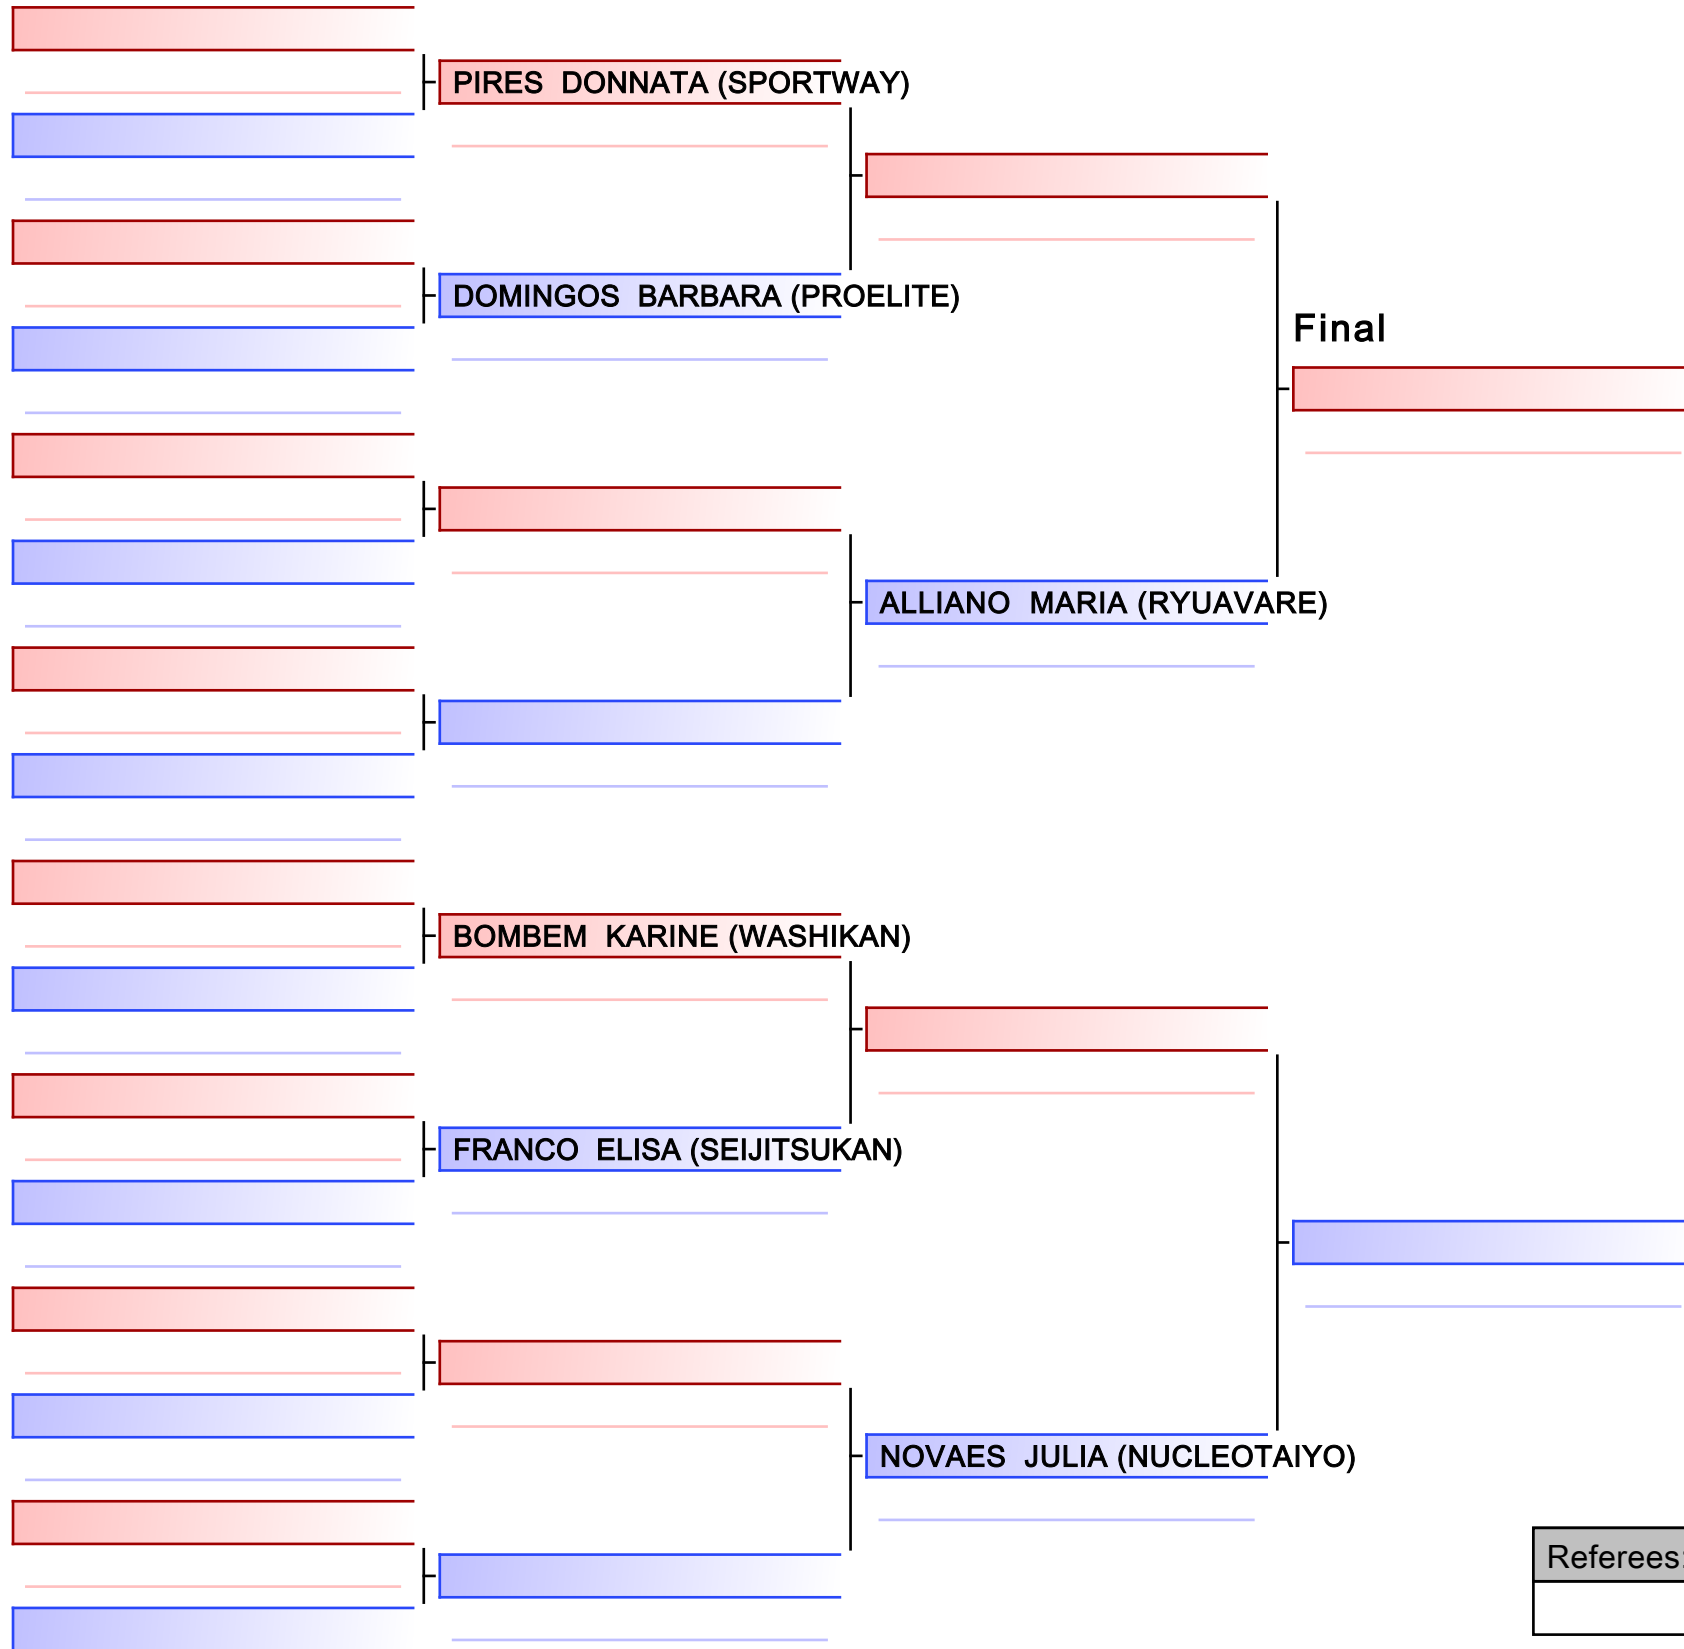 PIRES  DONNATA (SPORTWAY)
DOMINGOS  BARBARA (PROELITE)
Final
ALLIANO  MARIA (RYUAVARE)
BOMBEM  KARINE (WASHIKAN)
FRANCO  ELISA (SEIJITSUKAN)
NOVAES  JULIA (NUCLEOTAIYO)
Referees: